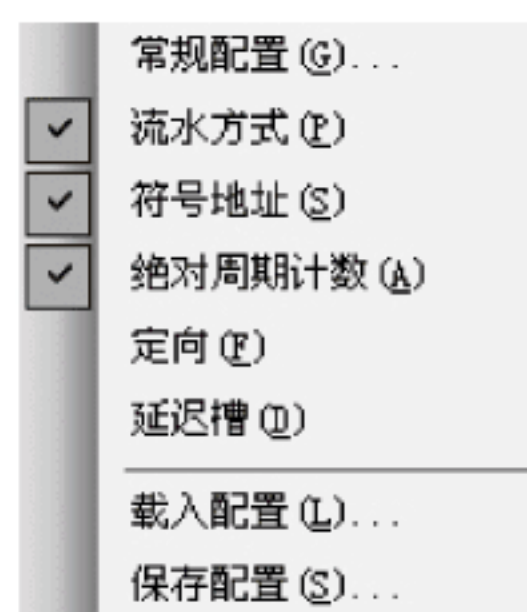 常规配置(G)...
流水方式(P)
符号地址(S)
绝对周期计数(A)
定向(F)
延迟槽(D)
载入配置(L)...
保存配置(S)...